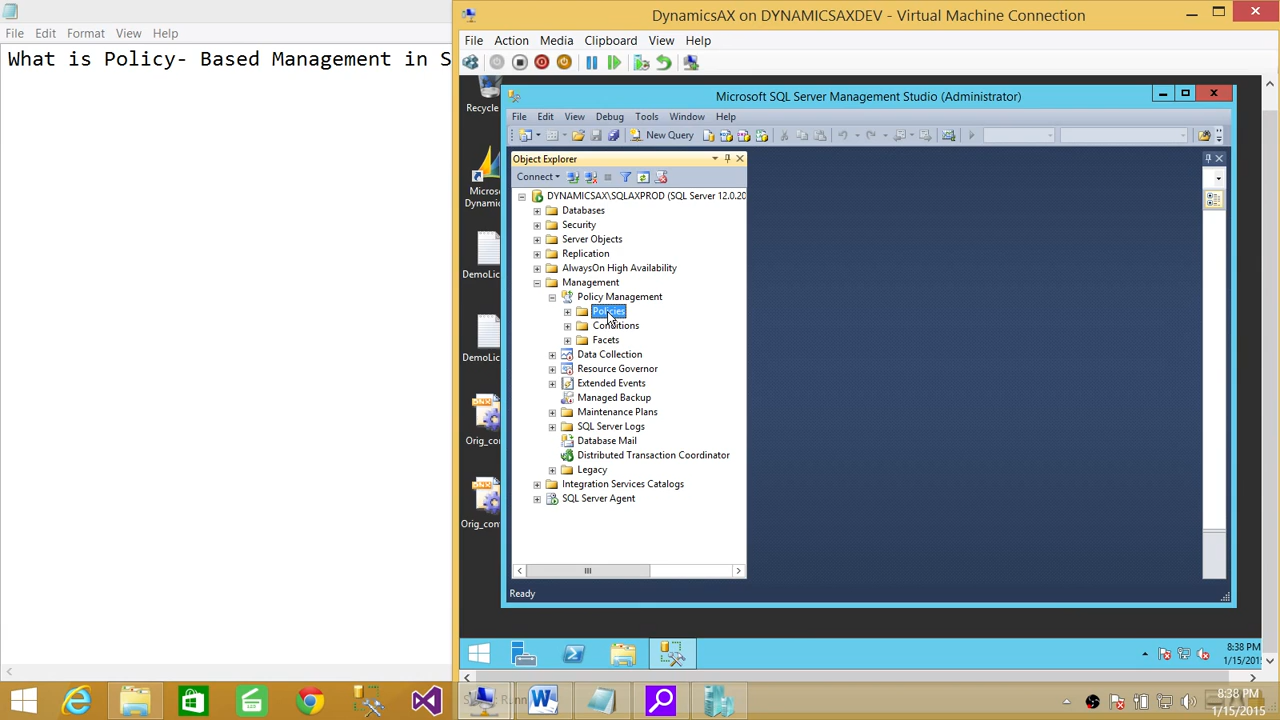 DynamicsAX on DYNAMICSAXDEV - Virtual Machine Connection
File Edit Format View Help
What is Policy- Based Management in S
File Action Media Clipboard View Help
Recycle
Micros
Dynamic
DemoLic
DemoLic
Orig_con
Orig_con
Microsoft SQL Server Management Studio (Administrator)
File Edit View Debug Tools Window Help
New Query
Object Explorer
Connect
DYNAMICSAX\SQLAXPROD (SQL Server 12.0.20
Databases
Security
Server Objects
Replication
AlwaysOn High Availability
Management
Policy Management
Policies
Conditions
Facets
Data Collection
Resource Governor
Extended Events
Managed Backup
Maintenance Plans
SQL Server Logs
Database Mail
Distributed Transaction Coordinator
Legacy
Integration Services Catalogs
SQL Server Agent
Ready
8:38 PM
1/15/201
8:38 PM
1/15/2015